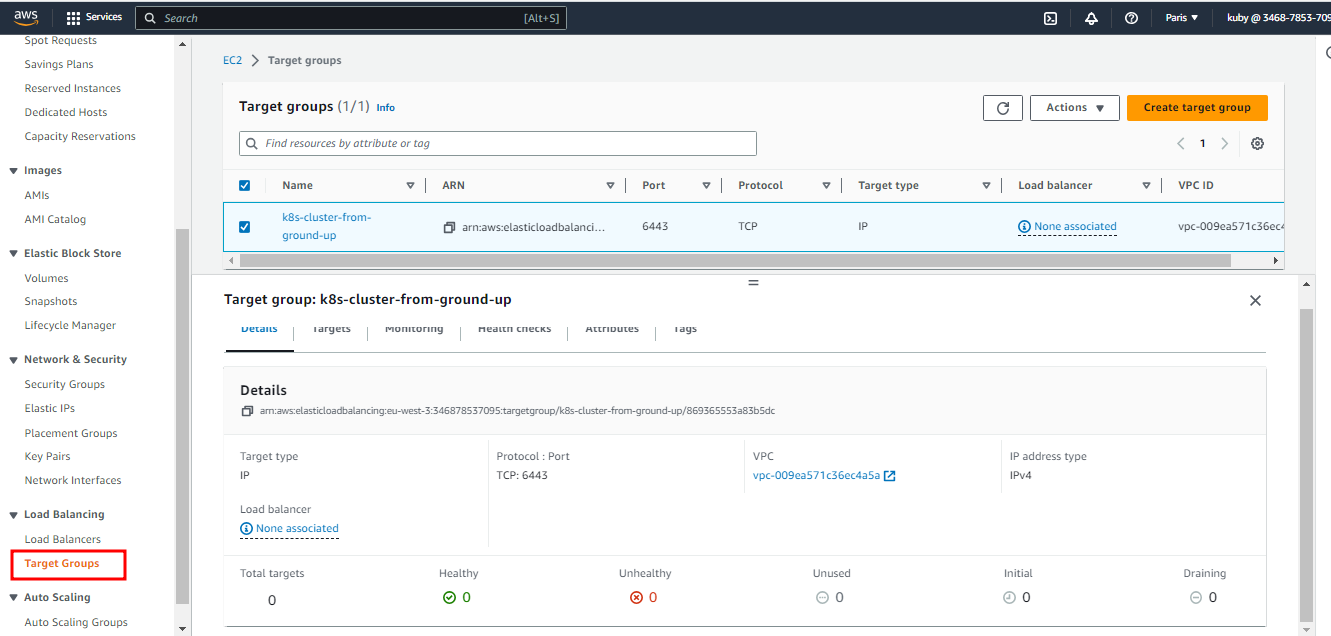 aws
Services
Search
[Alt+S]
Paris
kuby @ 3468-7853-709
Spot Requests
Savings Plans
Reserved Instances
Dedicated Hosts
Capacity Reservations
Images
AMIs
AMI Catalog
Elastic Block Store
Volumes
Snapshots
Lifecycle Manager
Network & Security
Security Groups
Elastic IPs
Placement Groups
Key Pairs
Network Interfaces
Load Balancing
Load Balancers
Target Groups
Auto Scaling
Auto Scaling Groups
EC2 > Target groups
Target groups (1/1) Info
Actions
Create target group
Find resources by attribute or tag
1
Name ARN Port Protocol Target type Load balancer VPC ID
k8s-cluster-from-
ground-up
arn:aws:elasticloadbalanci...
6443
TCP
IP
None associated
vpc-009ea571c36ec4
Target group: k8s-cluster-from-ground-up
Details Targets Monitoring Health checks Attributes Tags
Details
arn:aws:elasticloadbalancing:eu-west-3:346878537095:targetgroup/k8s-cluster-from-ground-up/869365553a83b5dc
Target type
IP
Protocol : Port
TCP: 6443
VPC
vpc-009ea571c36ec4a5a
IP address type
IPv4
Load balancer
None associated
Total targets
0
Healthy
0
Unhealthy
0
Unused
0
Initial
0
Draining
0